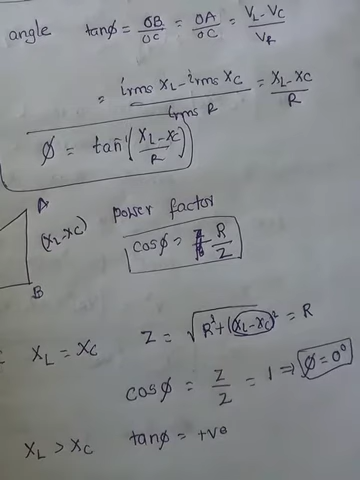 angle tanϕ = OB/OC = OA/OC = VL-VC/VR
= irms XL - irms XC / irms R = XL-XC/R
ϕ = tan⁻¹(XL-XC/R)
A
(XL-XC) power factor
cosϕ = R/Z
B
XL = XC Z = √R²+(XL-XC)² = R
cosϕ = Z/Z = 1 ⇒ ϕ=0°
XL > XC tanϕ = +ve